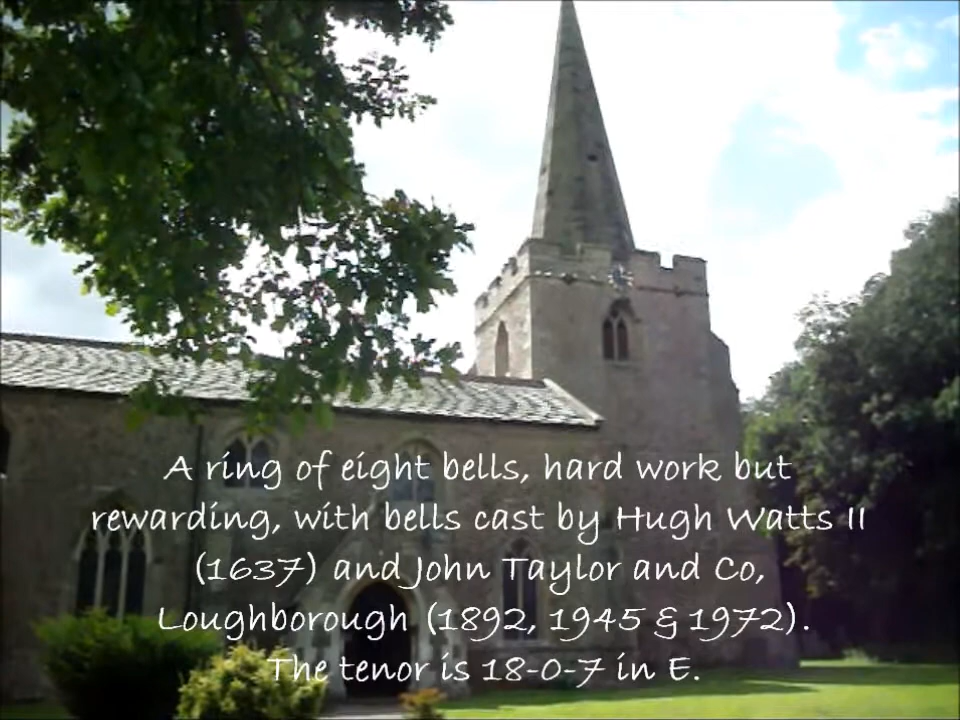 A ring of eight bells, hard work but
rewarding, with bells cast by Hugh Watts II
(1637) and John Taylor and Co,
Loughborough (1892, 1945 & 1972).
The tenor is 18-0-7 in E.